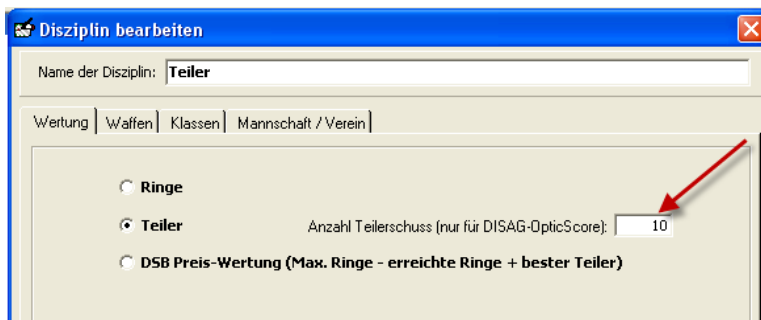 Disziplin bearbeiten
Name der Disziplin: Teiler
Wertung Waffen Klassen Mannschaft / Verein
Ringe
Teiler Anzahl Teilerschuss (nur für DISAG-OpticScore): 10
DSB Preis-Wertung (Max. Ringe - erreichte Ringe + bester Teiler)